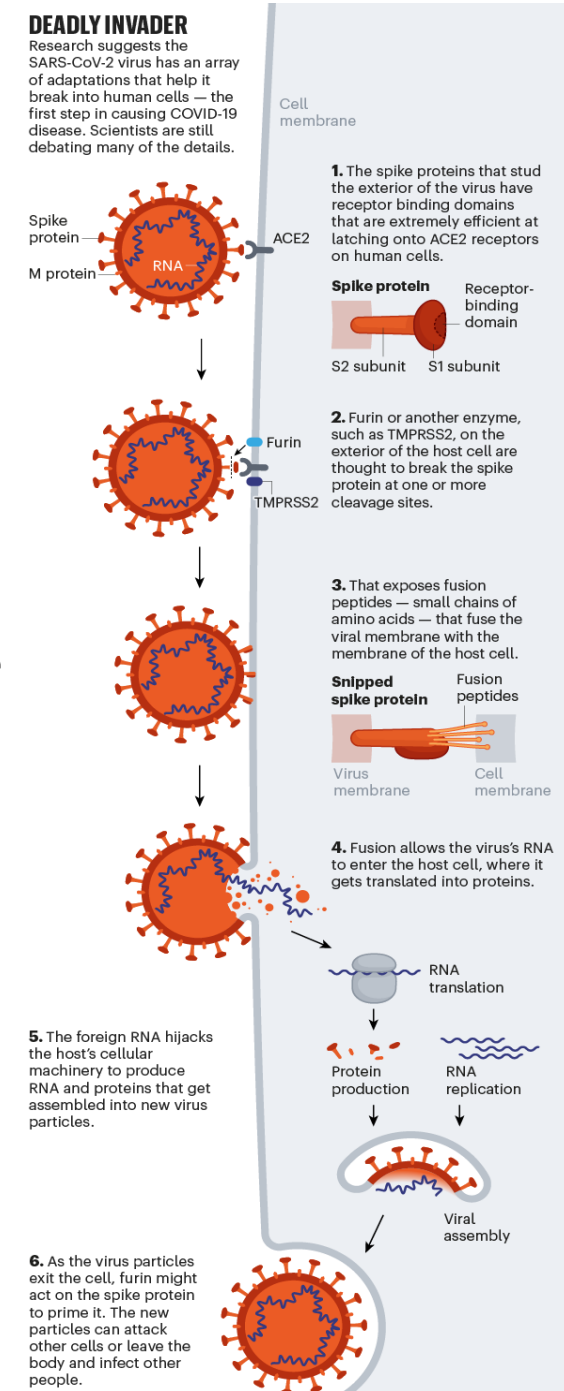 DEADLY INVADER
Research suggests the
SARS-CoV-2 virus has an array
of adaptations that help it
break into human cells — the
first step in causing COVID-19
disease. Scientists are still
debating many of the details.
Cell
membrane
Spike
protein
M protein
RNA
ACE2
1. The spike proteins that stud
the exterior of the virus have
receptor binding domains
that are extremely efficient at
latching onto ACE2 receptors
on human cells.
Spike protein
Receptor-
binding
domain
S2 subunit
S1 subunit
Furin
TMPRSS2
2. Furin or another enzyme,
such as TMPRSS2, on the
exterior of the host cell are
thought to break the spike
protein at one or more
cleavage sites.
3. That exposes fusion
peptides — small chains of
amino acids — that fuse the
viral membrane with the
membrane of the host cell.
Snipped
spike protein
Fusion
peptides
Virus
membrane
Cell
membrane
4. Fusion allows the virus’s RNA
to enter the host cell, where it
gets translated into proteins.
RNA
translation
5. The foreign RNA hijacks
the host’s cellular
machinery to produce
RNA and proteins that get
assembled into new virus
particles.
Protein
production
RNA
replication
Viral
assembly
6. As the virus particles
exit the cell, furin might
act on the spike protein
to prime it. The new
particles can attack
other cells or leave the
body and infect other
people.